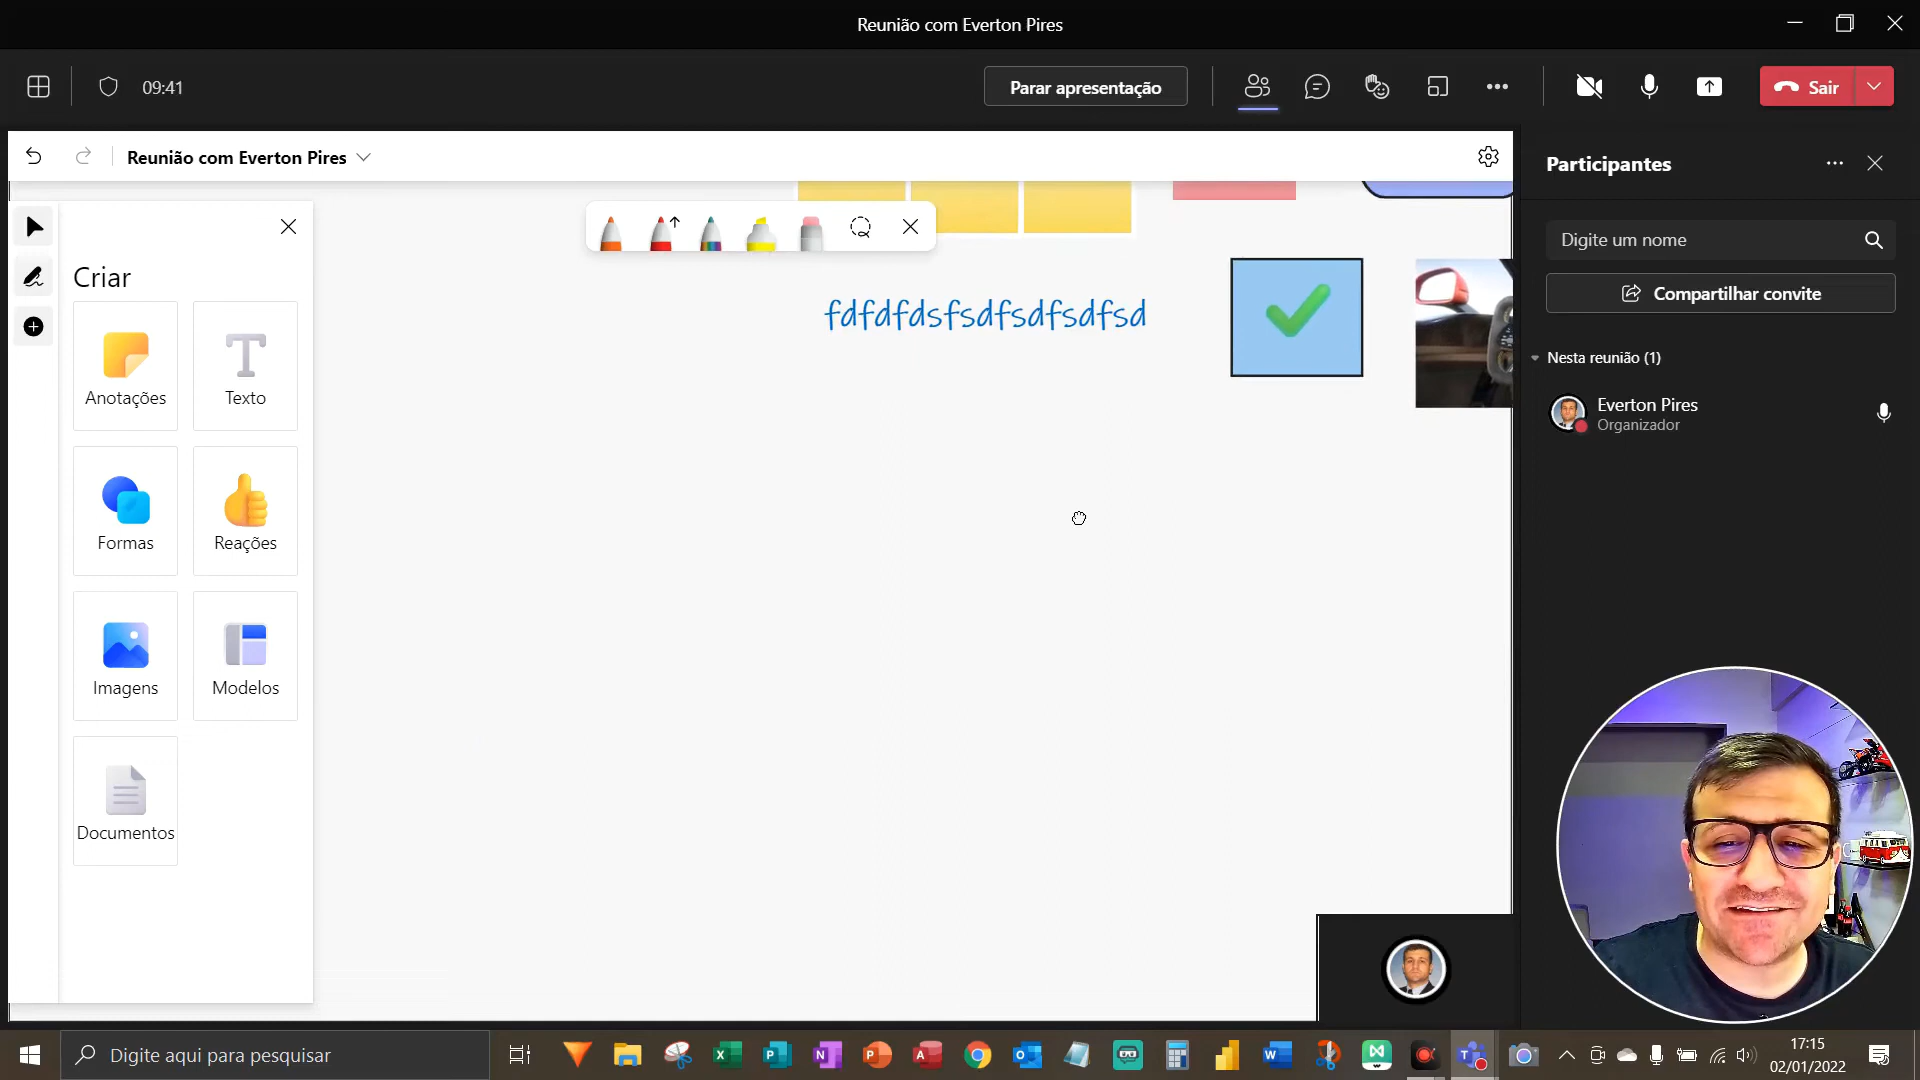 Reunião com Everton Pires
09:41
Parar apresentação
Sair
Reunião com Everton Pires
Participantes
Digite um nome
Compartilhar convite
Nesta reunião (1)
Everton Pires
Organizador
Criar
Anotações
Texto
Formas
Reações
Imagens
Modelos
Documentos
fdfdfdsfsdfsdfsdfsd
Digite aqui para pesquisar
17:15
02/01/2022